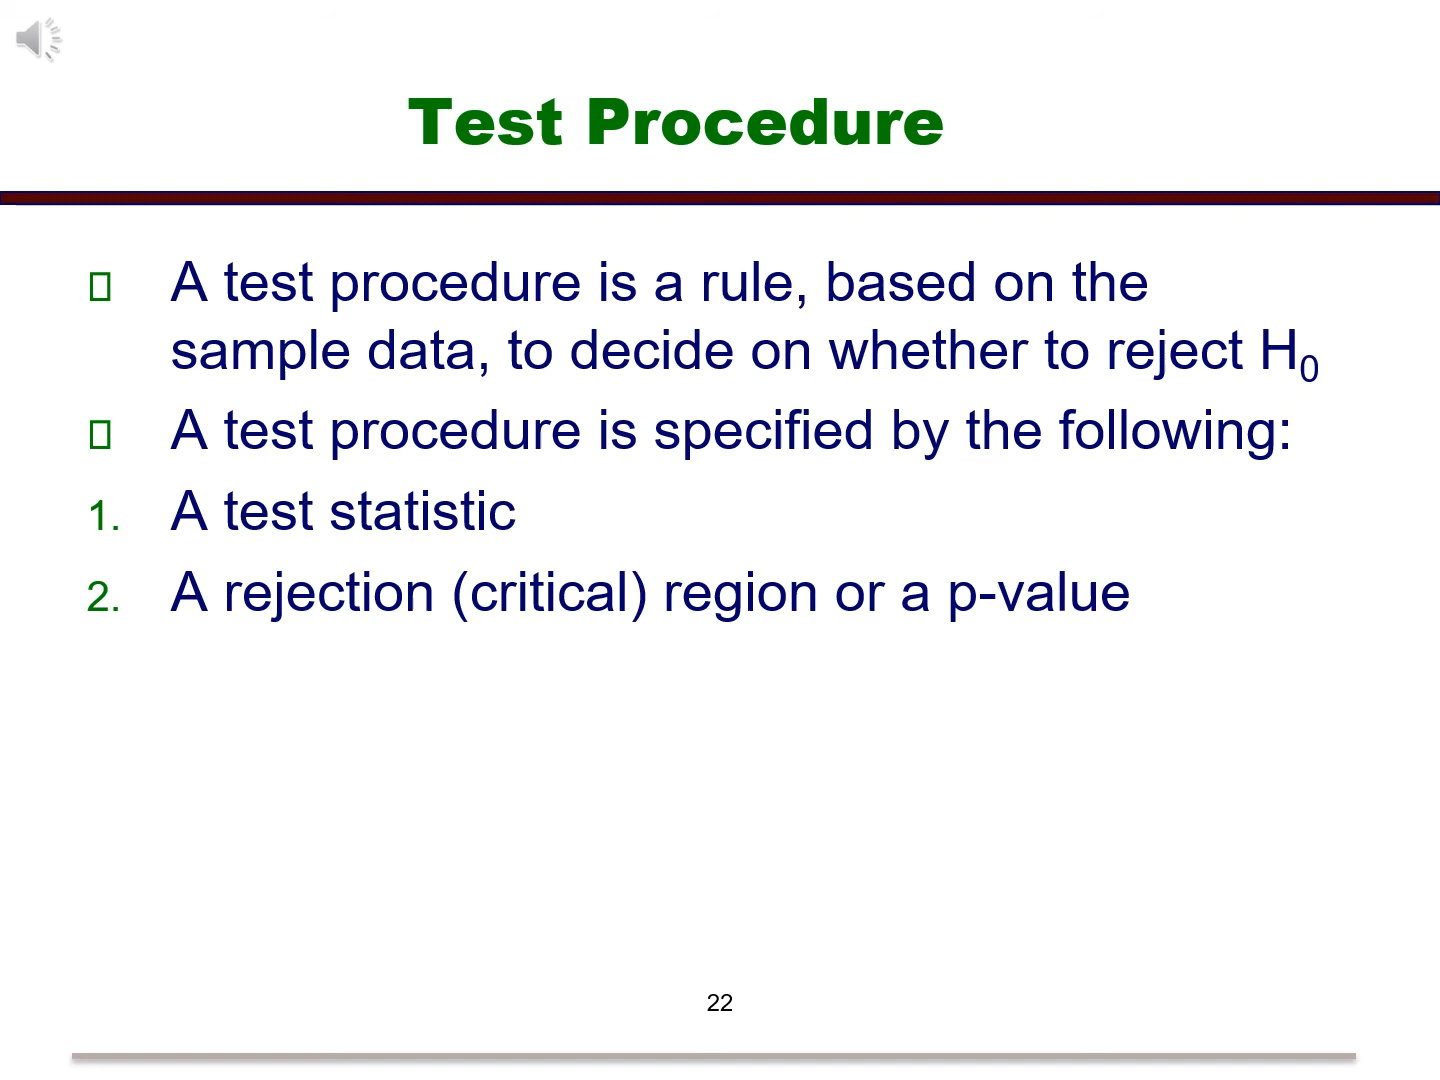 Test Procedure
A test procedure is a rule, based on the
sample data, to decide on whether to reject H₀
A test procedure is specified by the following:
1. A test statistic
2. A rejection (critical) region or a p-value
22